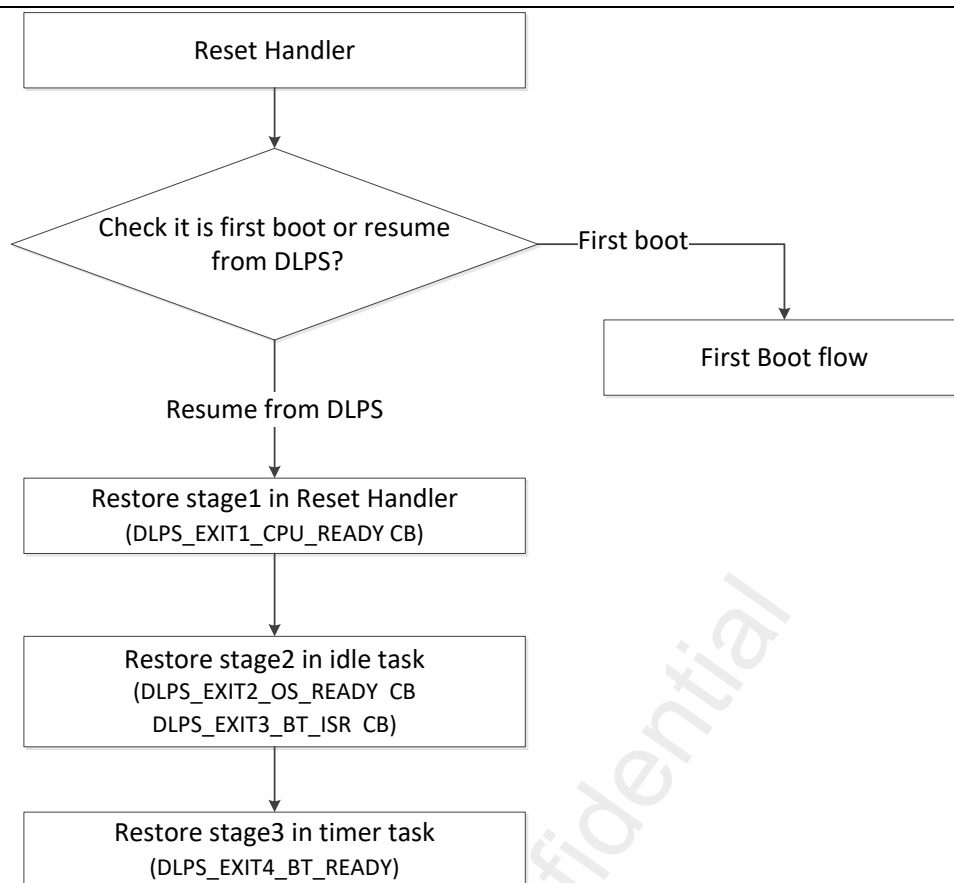 Reset Handler
Check it is first boot or resume
from DLPS?
First boot
First Boot flow
Resume from DLPS
Restore stage1 in Reset Handler
(DLPS_EXIT1_CPU_READY CB)
Restore stage2 in idle task
(DLPS_EXIT2_OS_READY CB
DLPS_EXIT3_BT_ISR CB)
Restore stage3 in timer task
(DLPS_EXIT4_BT_READY)
fidential